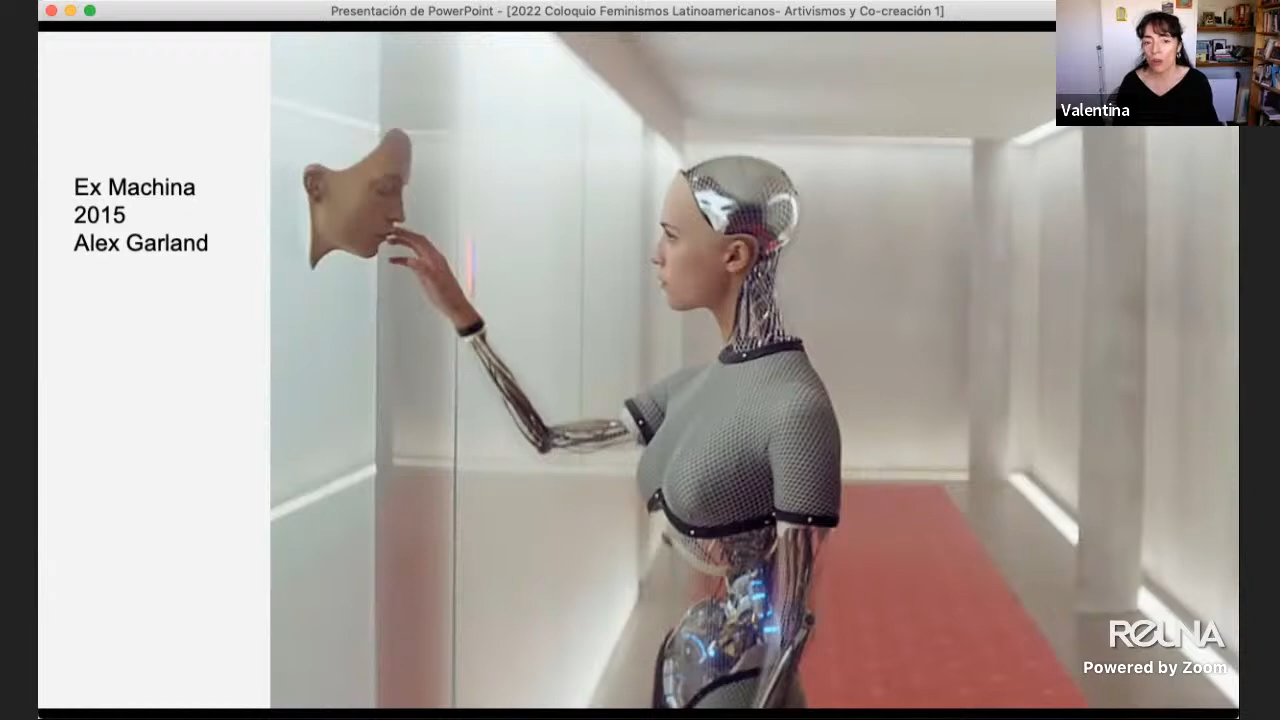 Presentación de PowerPoint - [2022 Coloquio Feminismos Latinoamericanos- Artivismos y Co-creación 1]
Valentina
Ex Machina
2015
Alex Garland
REUNA
Powered by Zoom